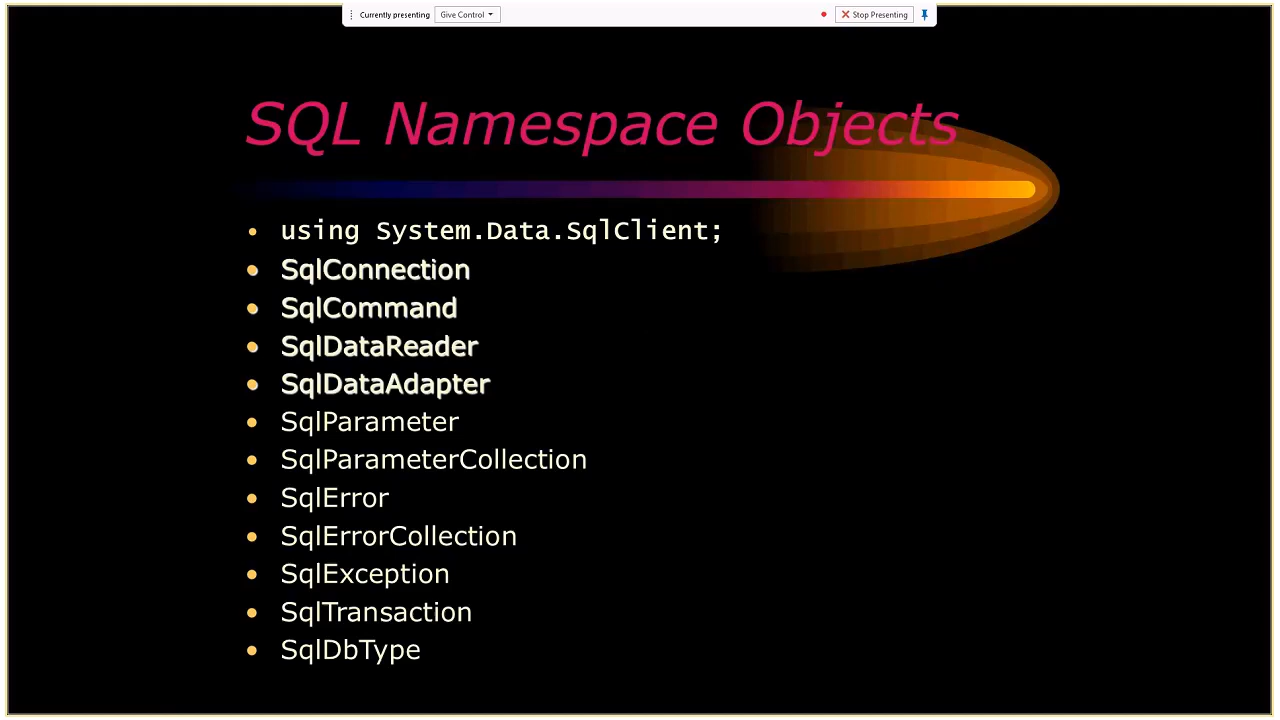 Currently presenting Give Control Stop Presenting
SQL Namespace Objects
• using System.Data.SqlClient;
• SqlConnection
• SqlCommand
• SqlDataReader
• SqlDataAdapter
• SqlParameter
• SqlParameterCollection
• SqlError
• SqlErrorCollection
• SqlException
• SqlTransaction
• SqlDbType